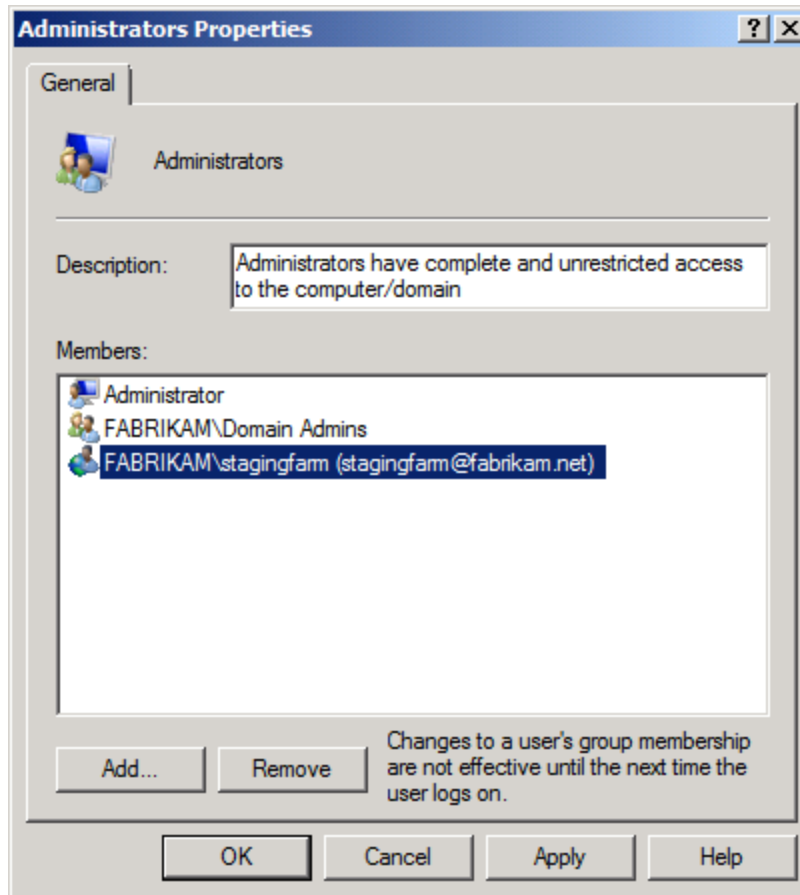 Administrators Properties
?
General
Administrators
Description:
Administrators have complete and unrestricted access
to the computer/domain
Members:
Administrator
FABRIKAM\Domain Admins
FABRIKAM\stagingfarm (stagingfarm@fabrikam.net)
Add...
Remove
Changes to a user's group membership
are not effective until the next time the
user logs on.
OK
Cancel
Apply
Help